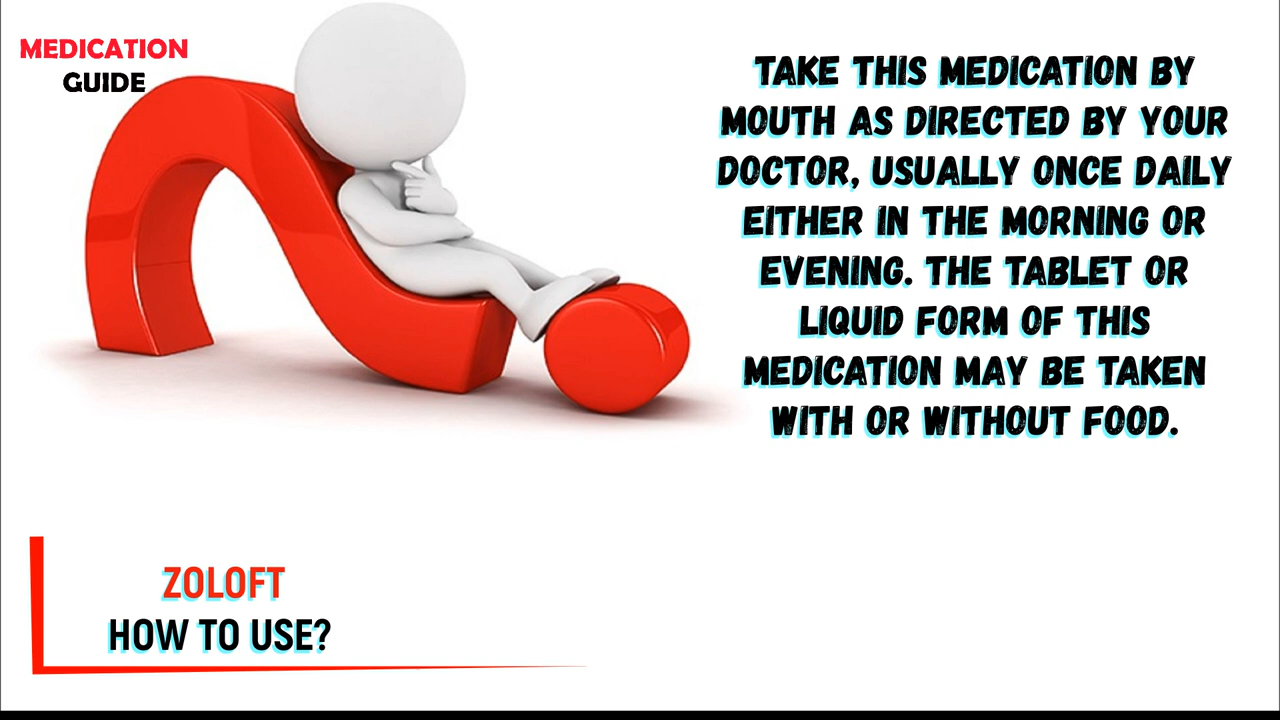 MEDICATION
GUIDE
TAKE THIS MEDICATION BY
MOUTH AS DIRECTED BY YOUR
DOCTOR, USUALLY ONCE DAILY
EITHER IN THE MORNING OR
EVENING. THE TABLET OR
LIQUID FORM OF THIS
MEDICATION MAY BE TAKEN
WITH OR WITHOUT FOOD.
ZOLOFT
HOW TO USE?